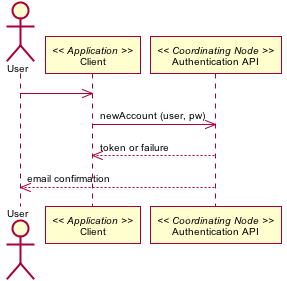 << Application >>
Client
<< Coordinating Node >>
Authentication API
User
newAccount (user, pw)
token or failure
email confirmation
User
<< Application >>
Client
<< Coordinating Node >>
Authentication API